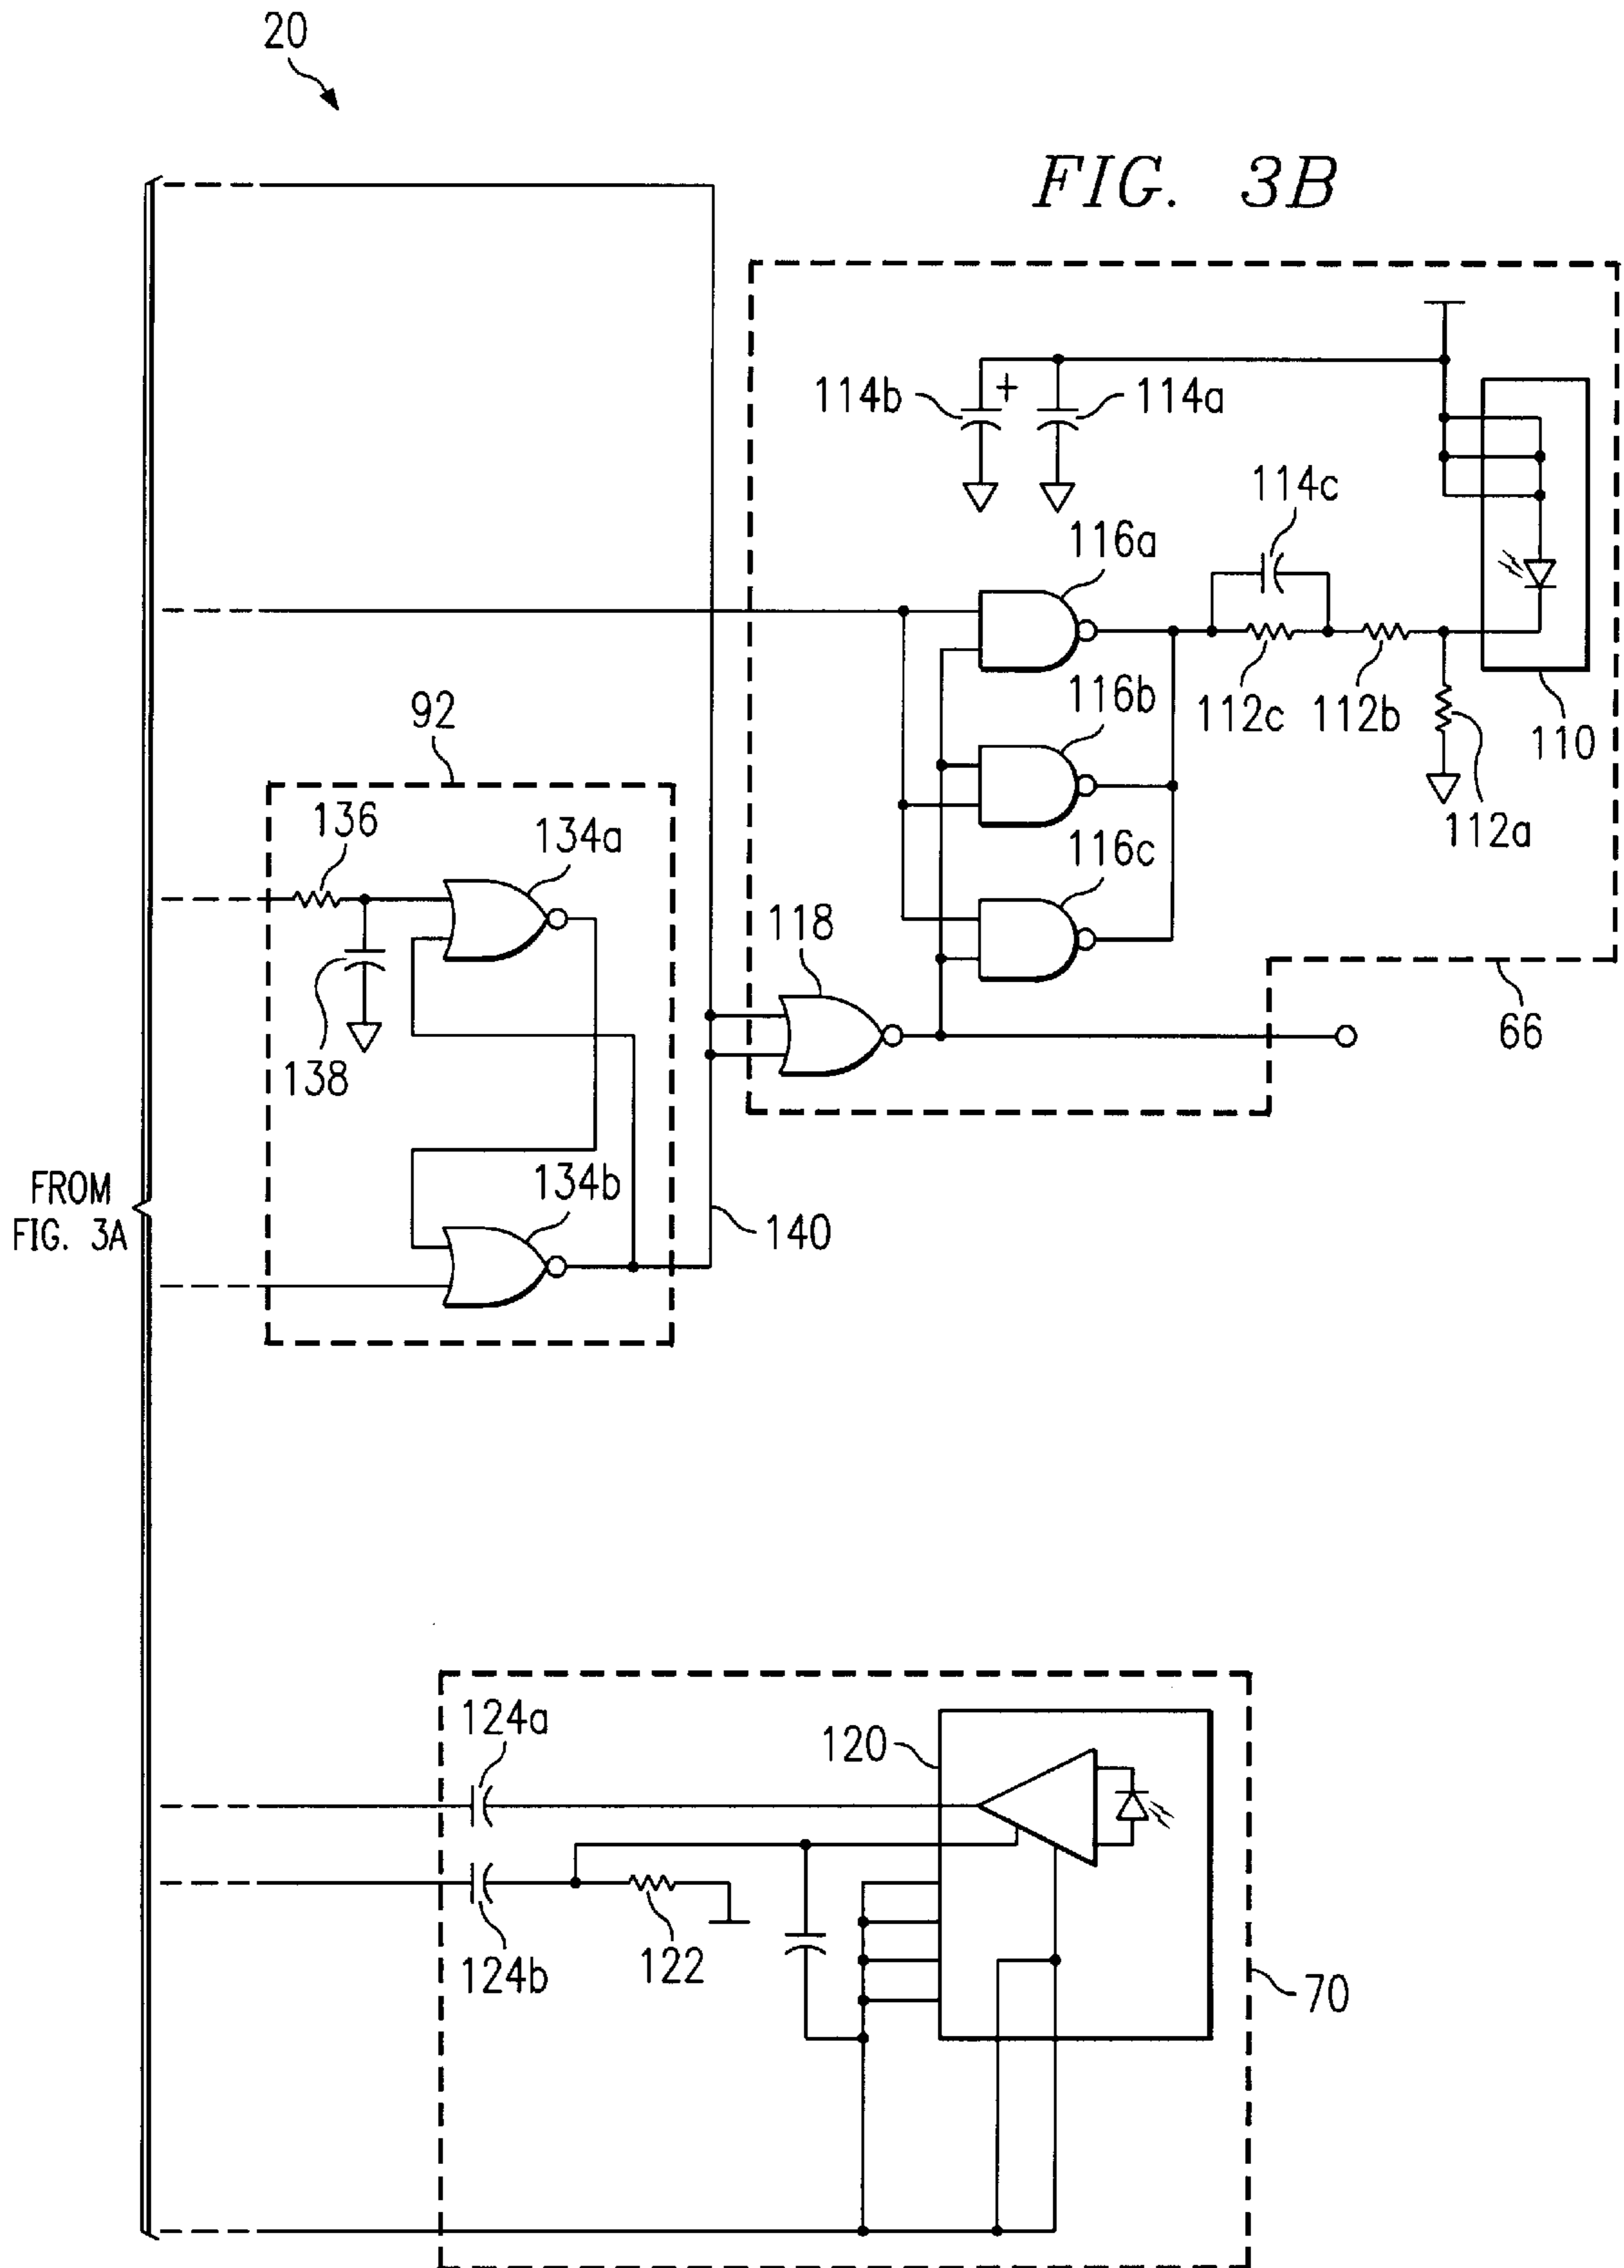 20
FIG. 3B
114b
+
114a
114c
116a
116b
112c
112b
110
92
136
134a
112a
116c
118
66
138
FROM
FIG. 3A
134b
140
124a
120
124b
122
70